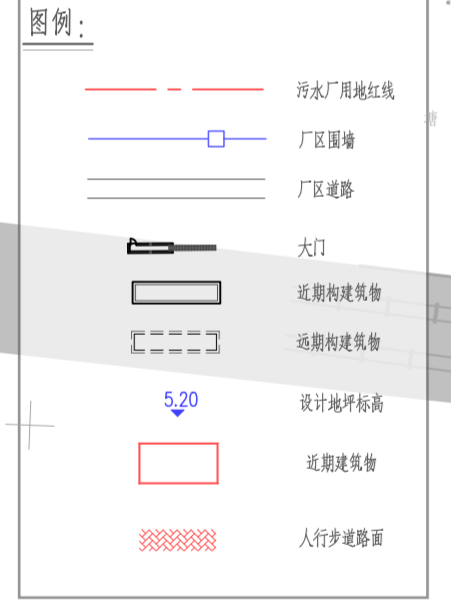 图例：
污水厂用地红线
厂区围墙
塘
厂区道路
大门
近期构建筑物
远期构建筑物
5.20
设计地坪标高
近期建筑物
人行步道路面